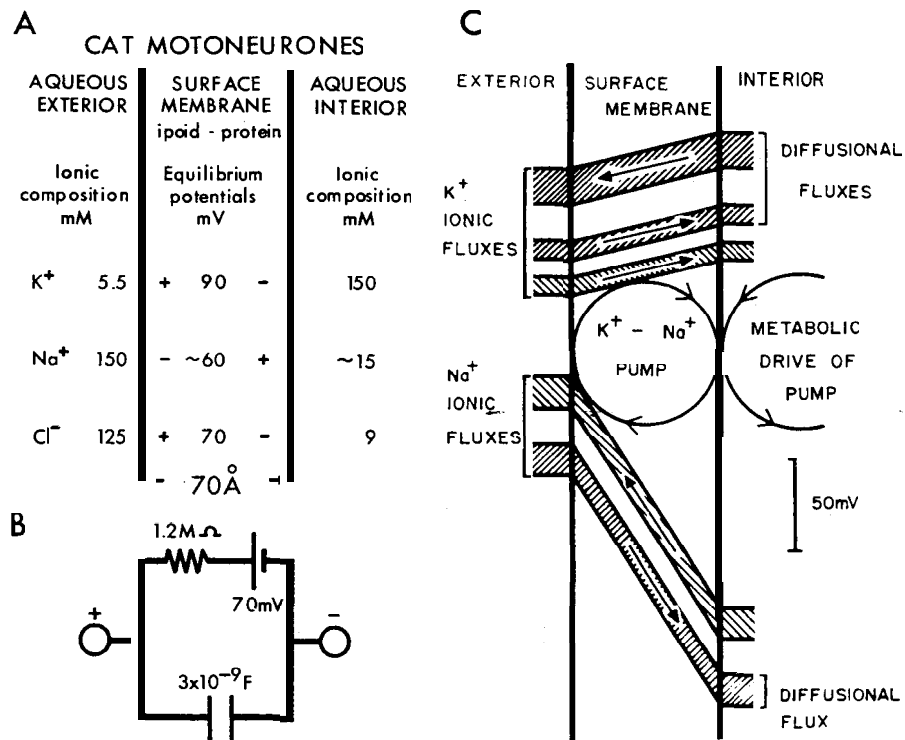 A
CAT MOTONEURONES
AQUEOUS EXTERIOR
SURFACE MEMBRANE
ipoid - protein
AQUEOUS INTERIOR
Ionic composition mM
Equilibrium potentials mV
Ionic composition mM
K+ 5.5 + 90 - 150
Na+ 150 - ~60 + ~15
Cl- 125 + 70 - 9
- 70Å -
B
1.2MΩ
70mV
+
-
3x10-9F
C
EXTERIOR
SURFACE MEMBRANE
INTERIOR
K+ IONIC FLUXES
DIFFUSIONAL FLUXES
K+ - Na+ PUMP
METABOLIC DRIVE OF PUMP
Na+ IONIC FLUXES
50mV
DIFFUSIONAL FLUX